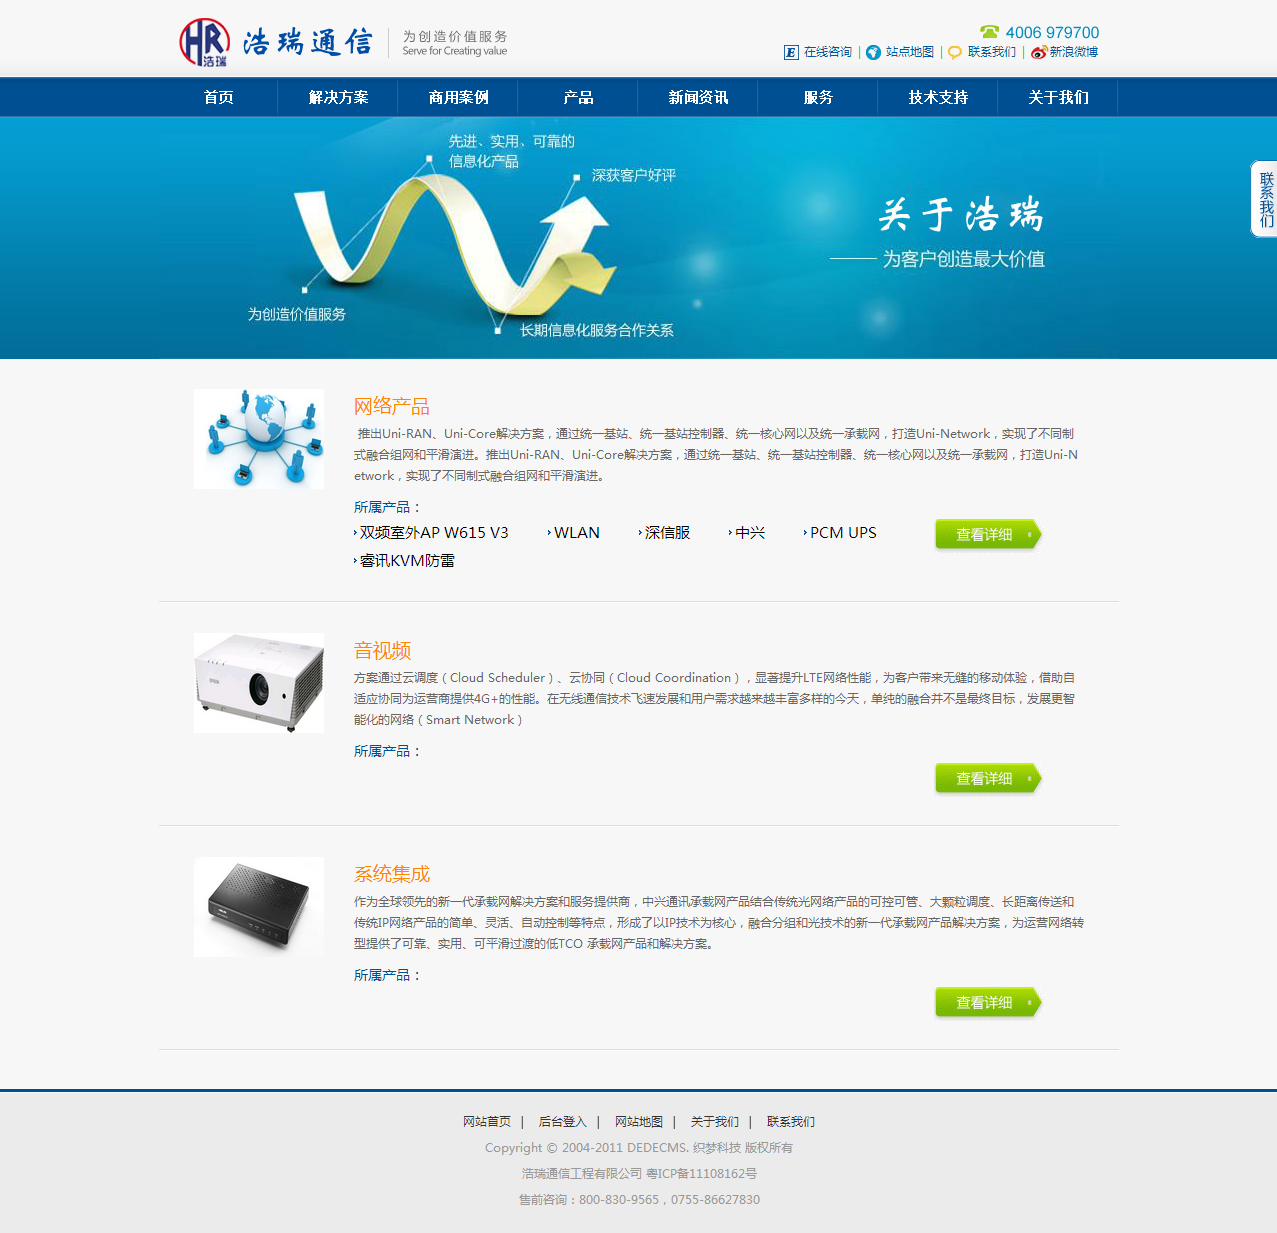 HR 浩瑞
浩瑞通信
为创造价值服务
Serve for Creating value
4006 979700
在线咨询 | 站点地图 | 联系我们 | 新浪微博
首页 解决方案 商用案例 产品 新闻资讯 服务 技术支持 关于我们
先进、实用、可靠的
信息化产品
深获客户好评
为创造价值服务
长期信息化服务合作关系
关于浩瑞
—— 为客户创造最大价值
联系我们
网络产品
推出Uni-RAN、Uni-Core解决方案，通过统一基站、统一基站控制器、统一核心网以及统一承载网，打造Uni-Network，实现了不同制
式融合组网和平滑演进。推出Uni-RAN、Uni-Core解决方案，通过统一基站、统一基站控制器、统一核心网以及统一承载网，打造Uni-N
etwork，实现了不同制式融合组网和平滑演进。
所属产品：
双频室外AP W615 V3 WLAN 深信服 中兴 PCM UPS
睿讯KVM防雷
查看详细
音视频
方案通过云调度（Cloud Scheduler）、云协同（Cloud Coordination），显著提升LTE网络性能，为客户带来无缝的移动体验，借助自
适应协同为运营商提供4G+的性能。在无线通信技术飞速发展和用户需求越来越丰富多样的今天，单纯的融合并不是最终目标，发展更智
能化的网络（Smart Network）
所属产品：
查看详细
系统集成
作为全球领先的新一代承载网解决方案和服务提供商，中兴通讯承载网产品结合传统光网络产品的可控可管、大颗粒调度、长距离传送和
传统IP网络产品的简单、灵活、自动控制等特点，形成了以IP技术为核心，融合分组和光技术的新一代承载网产品解决方案，为运营网络转
型提供了可靠、实用、可平滑过渡的低TCO 承载网产品和解决方案。
所属产品：
查看详细
网站首页 | 后台登入 | 网站地图 | 关于我们 | 联系我们
Copyright © 2004-2011 DEDECMS. 织梦科技 版权所有
浩瑞通信工程有限公司 粤ICP备11108162号
售前咨询：800-830-9565，0755-86627830